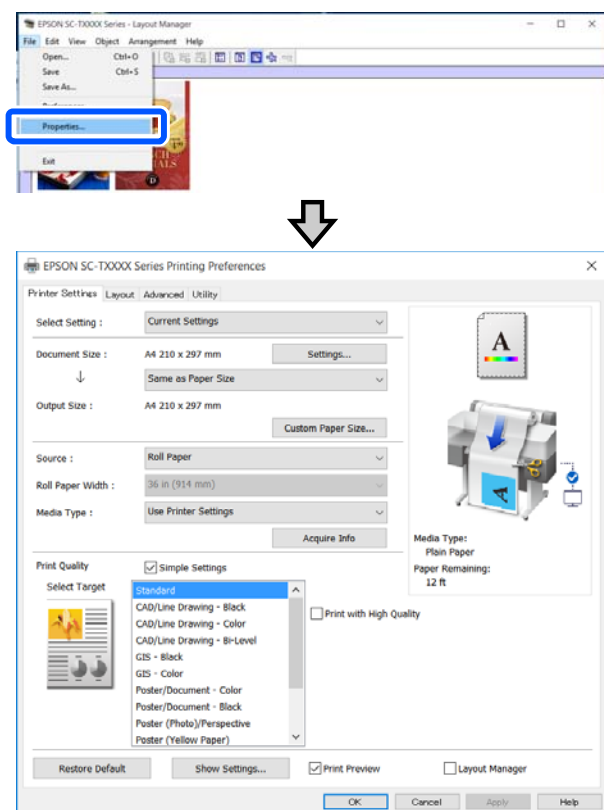 EPSON SC-TXXXX Series - Layout Manager
File Edit View Object Arrangement Help
Open... Ctrl+O
Save Ctrl+S
Save As...
Preferences...
Properties...
Exit
EPSON SC-TXXXX Series Printing Preferences
Printer Settings Layout Advanced Utility
Select Setting : Current Settings
Document Size : A4 210 x 297 mm Settings...
Same as Paper Size
Output Size : A4 210 x 297 mm
Custom Paper Size...
Source : Roll Paper
Roll Paper Width : 36 in (914 mm)
Media Type : Use Printer Settings
Acquire Info
A
A
Media Type:
Plain Paper
Paper Remaining:
12 ft
Print Quality Simple Settings
Select Target
Standard
CAD/Line Drawing - Black
CAD/Line Drawing - Color
CAD/Line Drawing - Bi-Level
GIS - Black
GIS - Color
Poster/Document - Color
Poster/Document - Black
Poster (Photo)/Perspective
Poster (Yellow Paper)
Print with High Quality
Restore Default Show Settings... Print Preview Layout Manager
OK Cancel Apply Help